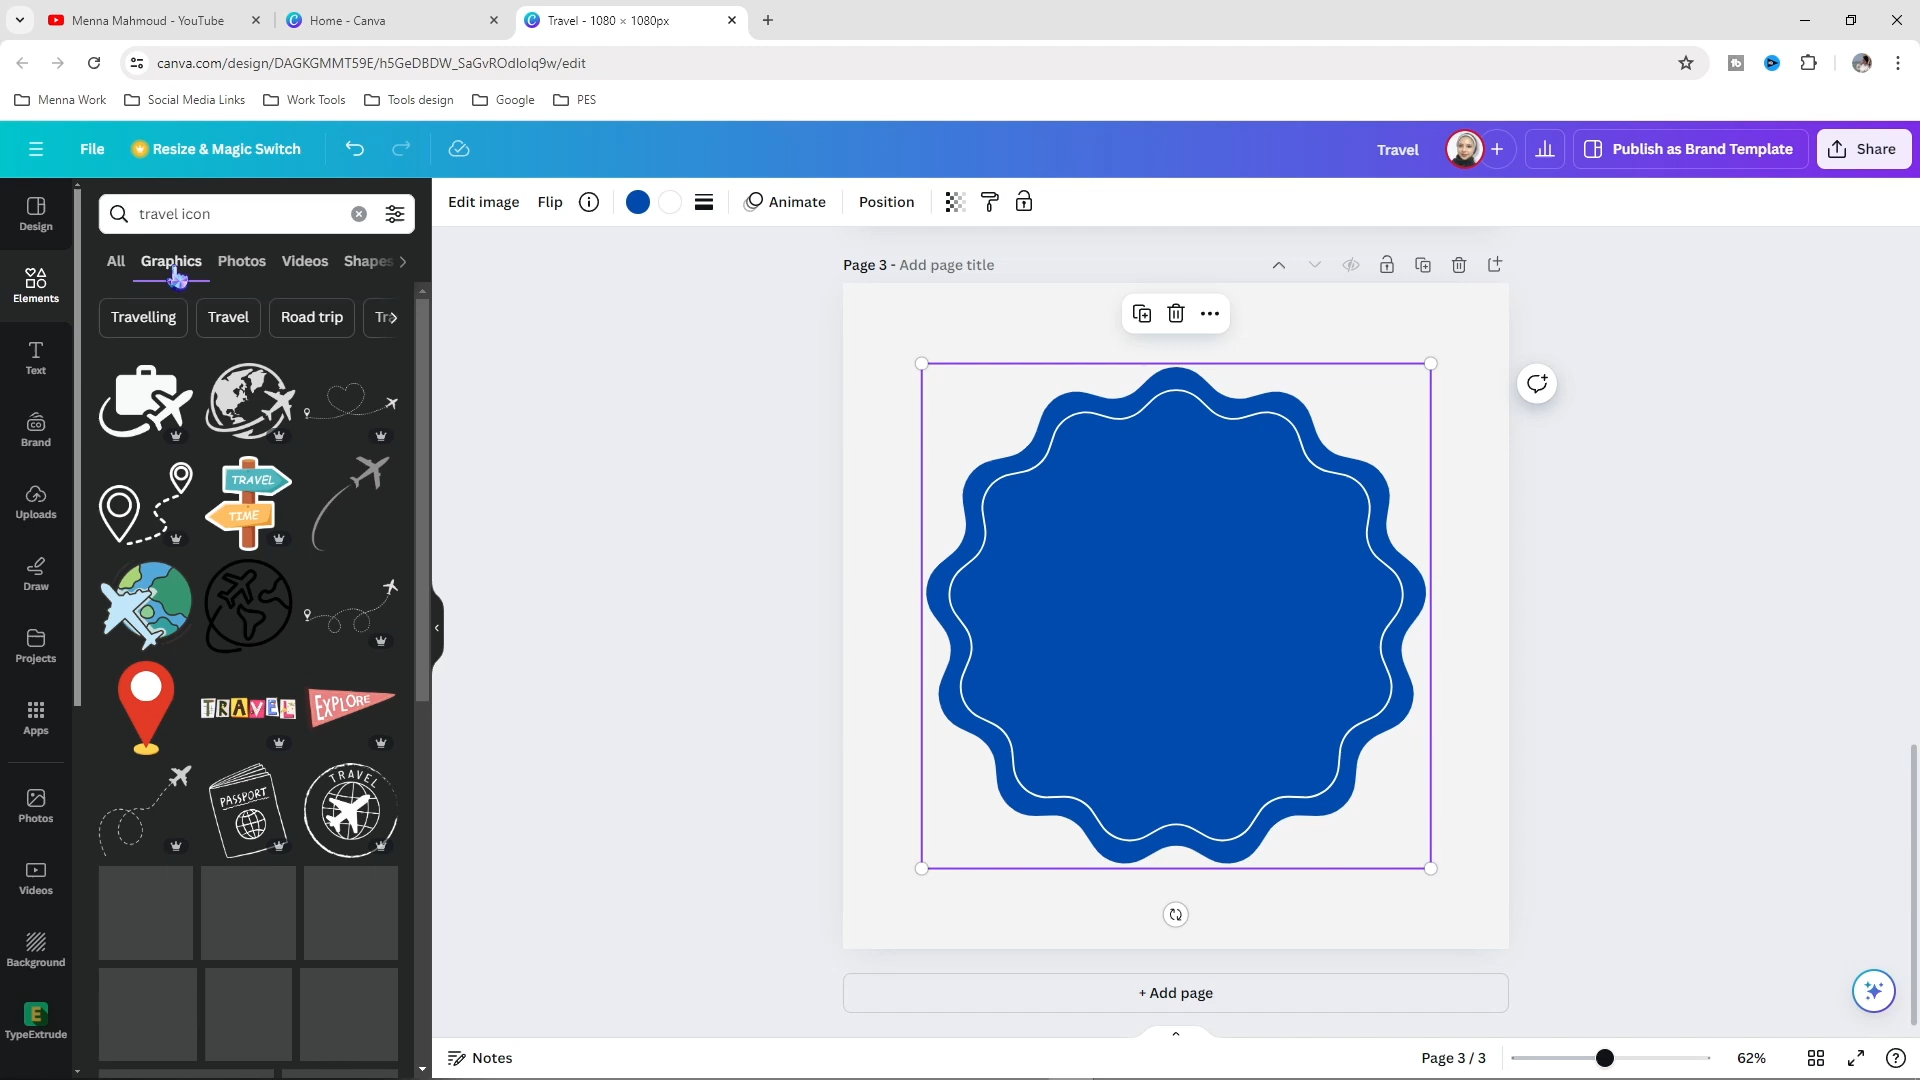 Menna Mahmoud - YouTube
Home - Canva
Travel - 1080 × 1080px
canva.com/design/DAGKGMMT59E/h5GeDBDW_SaGvROdlolq9w/edit
Menna Work
Social Media Links
Work Tools
Tools design
Google
PES
File
Resize & Magic Switch
Travel
Publish as Brand Template
Share
Design
Elements
Text
Brand
Uploads
Draw
Projects
Apps
Photos
Videos
Background
TypeExtrude
travel icon
All
Graphics
Photos
Videos
Shapes
Travelling
Travel
Road trip
TRAVEL
TIME
TRAVEL
EXPLORE
PASSPORT
TRAVEL
Edit image
Flip
Animate
Position
Page 3 - Add page title
+ Add page
Notes
Page 3 / 3
62%